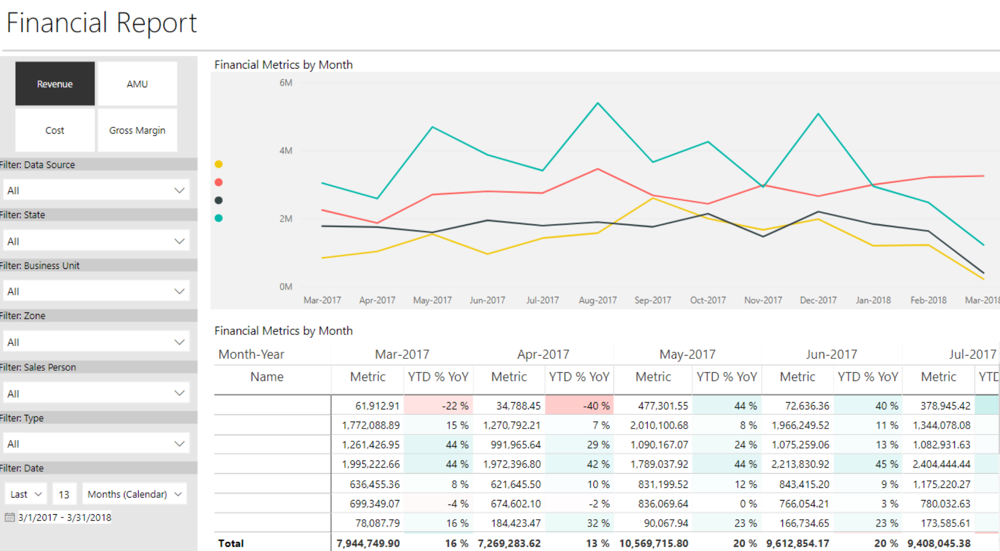 Financial Report
Revenue
AMU
Cost
Gross Margin
Filter: Data Source
All
Filter: State
All
Filter: Business Unit
All
Filter: Zone
All
Filter: Sales Person
All
Filter: Type
All
Filter: Date
Last 13 Months (Calendar)
3/1/2017 - 3/31/2018
Financial Metrics by Month
6M
4M
2M
0M
Mar-2017 Apr-2017 May-2017 Jun-2017 Jul-2017 Aug-2017 Sep-2017 Oct-2017 Nov-2017 Dec-2017 Jan-2018 Feb-2018 Mar-2018
Financial Metrics by Month
Month-Year Mar-2017 Apr-2017 May-2017 Jun-2017 Jul-2017
Name Metric YTD % YoY Metric YTD % YoY Metric YTD % YoY Metric YTD % YoY Metric YTD
61,912.91 -22 % 34,788.45 -40 % 477,301.55 44 % 72,636.36 40 % 378,945.42
1,772,088.89 15 % 1,270,792.21 7 % 2,010,100.68 8 % 1,966,249.52 11 % 1,344,078.08
1,261,426.95 44 % 991,965.64 29 % 1,090,167.07 24 % 1,075,259.06 13 % 1,082,931.63
1,995,222.66 44 % 1,972,396.80 42 % 1,789,037.92 44 % 2,213,830.92 45 % 2,404,444.44
636,455.36 8 % 621,645.50 10 % 831,199.52 12 % 843,415.20 9 % 1,175,220.27
699,349.07 -4 % 674,602.10 -2 % 836,069.64 0 % 766,054.21 3 % 780,032.63
78,087.79 16 % 184,423.47 32 % 90,067.94 23 % 166,734.65 23 % 173,585.61
Total 7,944,749.90 16 % 7,269,283.62 13 % 10,569,715.80 20 % 9,612,854.17 20 % 9,408,045.38